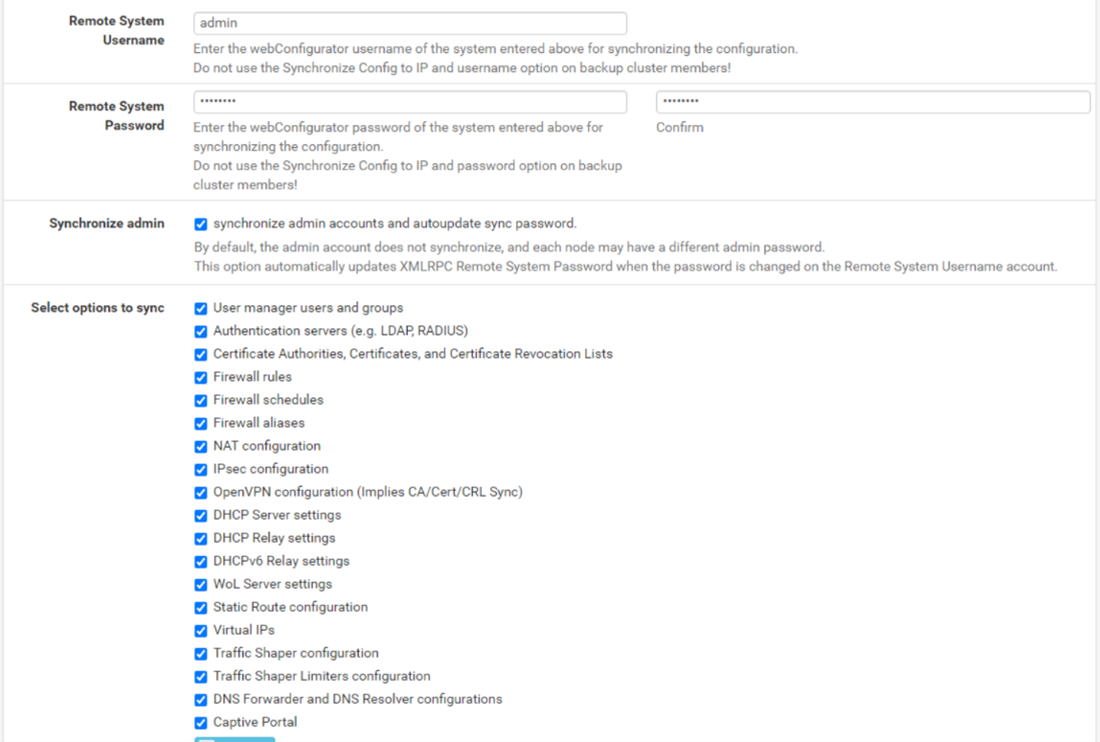 Remote System
Username
admin
Enter the webConfigurator username of the system entered above for synchronizing the configuration.
Do not use the Synchronize Config to IP and username option on backup cluster members!
Remote System
Password
••••••••
••••••••
Enter the webConfigurator password of the system entered above for
synchronizing the configuration.
Do not use the Synchronize Config to IP and password option on backup
cluster members!
Confirm
Synchronize admin
synchronize admin accounts and autoupdate sync password.
By default, the admin account does not synchronize, and each node may have a different admin password.
This option automatically updates XMLRPC Remote System Password when the password is changed on the Remote System Username account.
Select options to sync
User manager users and groups
Authentication servers (e.g. LDAP, RADIUS)
Certificate Authorities, Certificates, and Certificate Revocation Lists
Firewall rules
Firewall schedules
Firewall aliases
NAT configuration
IPsec configuration
OpenVPN configuration (Implies CA/Cert/CRL Sync)
DHCP Server settings
DHCP Relay settings
DHCPv6 Relay settings
WoL Server settings
Static Route configuration
Virtual IPs
Traffic Shaper configuration
Traffic Shaper Limiters configuration
DNS Forwarder and DNS Resolver configurations
Captive Portal